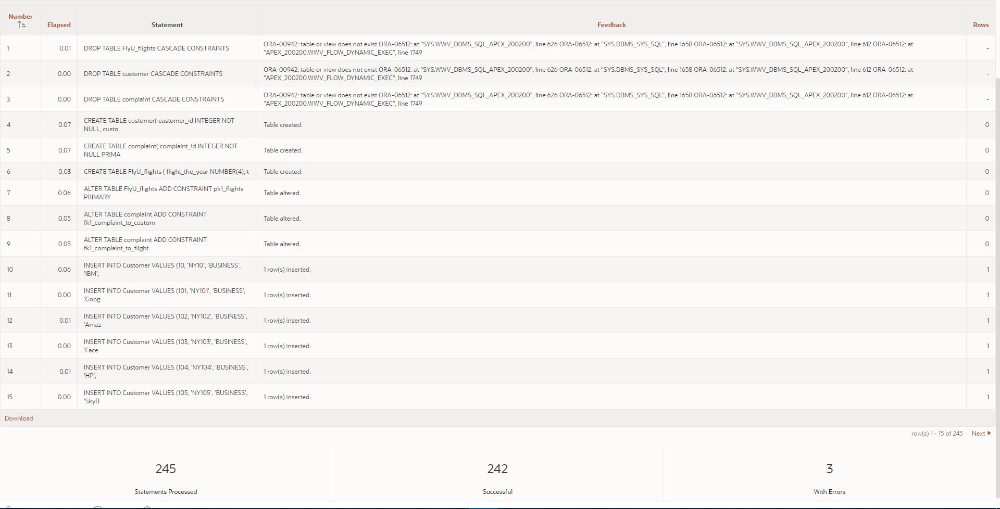 Number
Elapsed
Statement
Feedback
Rows
1
0.01
DROP TABLE FlyU_flights CASCADE CONSTRAINTS
ORA-00942: table or view does not exist ORA-06512: at "SYS.WWV_DBMS_SQL_APEX_200200", line 626 ORA-06512: at "SYS.DBMS_SYS_SQL", line 1658 ORA-06512: at "SYS.WWV_DBMS_SQL_APEX_200200", line 612 ORA-06512: at
"APEX_200200.WWV_FLOW_DYNAMIC_EXEC", line 1749
-
2
0.00
DROP TABLE customer CASCADE CONSTRAINTS
ORA-00942: table or view does not exist ORA-06512: at "SYS.WWV_DBMS_SQL_APEX_200200", line 626 ORA-06512: at "SYS.DBMS_SYS_SQL", line 1658 ORA-06512: at "SYS.WWV_DBMS_SQL_APEX_200200", line 612 ORA-06512: at
"APEX_200200.WWV_FLOW_DYNAMIC_EXEC", line 1749
-
3
0.00
DROP TABLE complaint CASCADE CONSTRAINTS
ORA-00942: table or view does not exist ORA-06512: at "SYS.WWV_DBMS_SQL_APEX_200200", line 626 ORA-06512: at "SYS.DBMS_SYS_SQL", line 1658 ORA-06512: at "SYS.WWV_DBMS_SQL_APEX_200200", line 612 ORA-06512: at
"APEX_200200.WWV_FLOW_DYNAMIC_EXEC", line 1749
-
4
0.07
CREATE TABLE customer( customer_id INTEGER NOT
NULL, custo
Table created.
0
5
0.07
CREATE TABLE complaint( complaint_id INTEGER NOT
NULL PRIMA
Table created.
0
6
0.03
CREATE TABLE FlyU_flights ( flight_the_year NUMBER(4), t
Table created.
0
7
0.06
ALTER TABLE FlyU_flights ADD CONSTRAINT pk1_flights
PRIMARY
Table altered.
0
8
0.05
ALTER TABLE complaint ADD CONSTRAINT
fk1_complaint_to_custom
Table altered.
0
9
0.05
ALTER TABLE complaint ADD CONSTRAINT
fk1_complaint_to_flight
Table altered.
0
10
0.06
INSERT INTO Customer VALUES (10, 'NY10', 'BUSINESS',
'IBM',
1 row(s) inserted.
1
11
0.00
INSERT INTO Customer VALUES (101, 'NY101', 'BUSINESS',
'Goog
1 row(s) inserted.
1
12
0.01
INSERT INTO Customer VALUES (102, 'NY102', 'BUSINESS',
'Amaz
1 row(s) inserted.
1
13
0.00
INSERT INTO Customer VALUES (103, 'NY103', 'BUSINESS',
'Face
1 row(s) inserted.
1
14
0.01
INSERT INTO Customer VALUES (104, 'NY104', 'BUSINESS',
'HP',
1 row(s) inserted.
1
15
0.00
INSERT INTO Customer VALUES (105, 'NY105', 'BUSINESS',
'SkyB
1 row(s) inserted.
1
Download
row(s) 1 - 15 of 245
Next
245
242
3
Statements Processed
Successful
With Errors